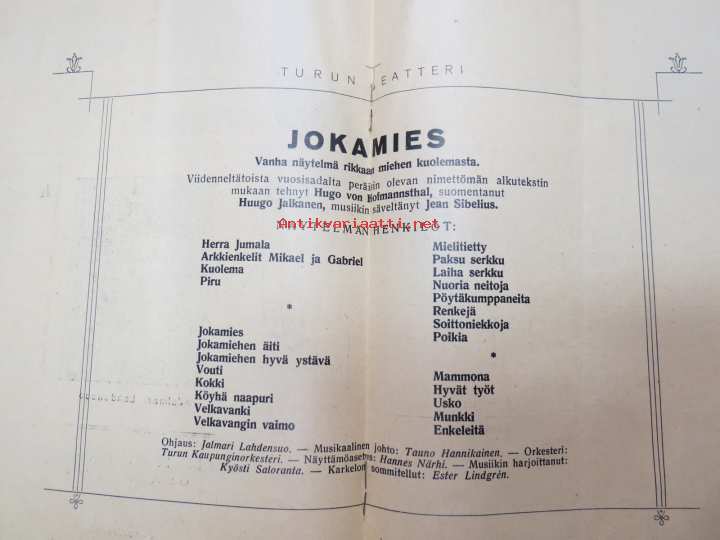 TURUN TEATTERI
JOKAMIES
Vanha näytelmä rikkaan miehen kuolemasta.
Viidenneltätoista vuosisadalta peräisin olevan nimettömän alkutekstin
mukaan tehnyt Hugo von Hofmannsthal, suomentanut
Huugo Jalkanen, musiikin säveltänyt Jean Sibelius.
Antikvariaatti.net
NÄYTELMÄN HENKILÖT:
Herra Jumala
Arkkienkelit Mikael ja Gabriel
Kuolema
Piru
*
Jokamies
Jokamiehen äiti
Jokamiehen hyvä ystävä
Vouti
Kokki
Köyhä naapuri
Velkavanki
Velkavangin vaimo
Mielitietty
Paksu serkku
Laiha serkku
Nuoria neitoja
Pöytäkumppaneita
Renkejä
Soittoniekkoja
Poikia
*
Mammona
Hyvät työt
Usko
Munkki
Enkeleitä
Ohjaus: Jalmari Lahdensuo. — Musikaalinen johto: Tauno Hannikainen. — Orkesteri:
Turun Kaupunginorkesteri. — Näyttämöasetus: Hannes Närhi. — Musiikin harjoittanut:
Kyösti Saloranta. — Karkelon sommitellut: Ester Lindgrén.